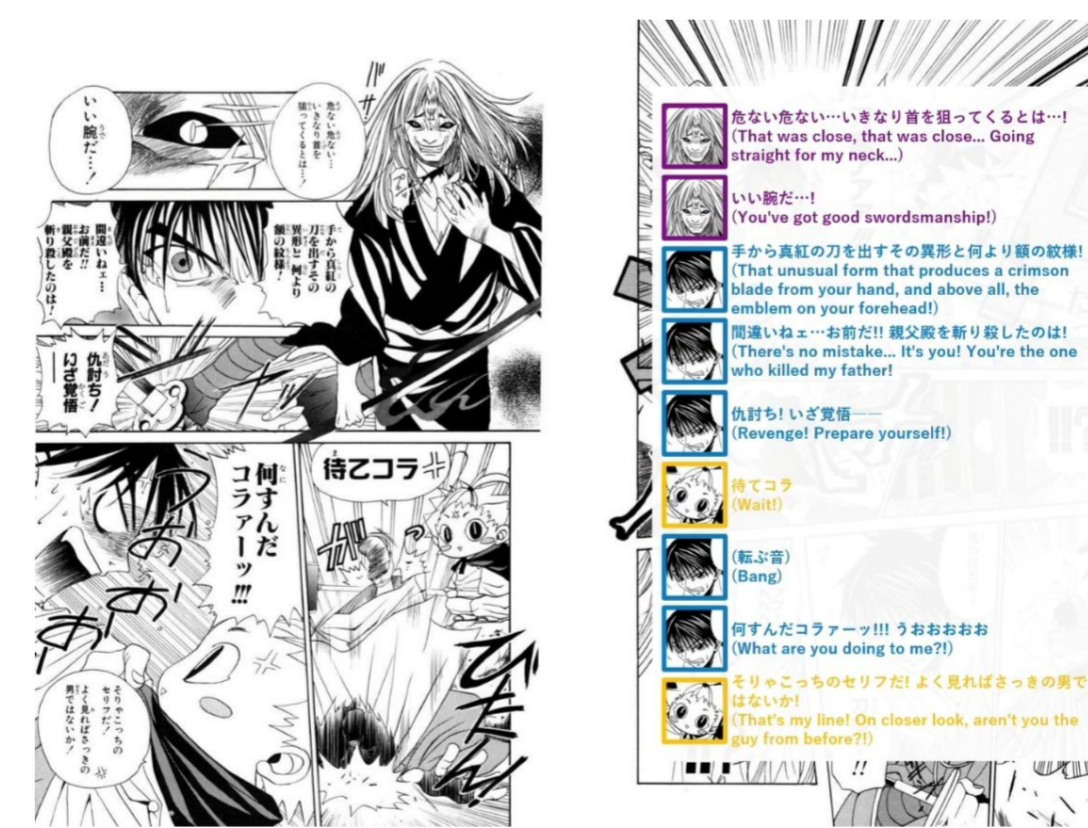 危ない危ない…
いきなり首を
狙ってくるとは…!
いい腕だ…!
手から真紅の
刀を出すその
異形と何より
額の紋様!
間違いねェ…
お前だ!!
親父殿を
斬り殺したのは!
仇討ち!
いざ覚悟
――
待てコラ
びたーん!
何すんだ
コラァーッ!!!
うおおお
そりゃこっちの
セリフだ!
よく見ればさっきの
男ではないか!
危ない危ない…いきなり首を狙ってくるとは…!
(That was close, that was close... Going
straight for my neck...)
いい腕だ…!
(You've got good swordsmanship!)
手から真紅の刀を出すその異形と何より額の紋様!
(That unusual form that produces a crimson
blade from your hand, and above all, the
emblem on your forehead!)
間違いねェ…お前だ!! 親父殿を斬り殺したのは!
(There's no mistake... It's you! You're the one
who killed my father!
仇討ち! いざ覚悟――
(Revenge! Prepare yourself!)
待てコラ
(Wait!)
(転ぶ音)
(Bang)
何すんだコラァーッ!!! うおおおおお
(What are you doing to me?!)
そりゃこっちのセリフだ! よく見ればさっきの男で
はないか!
(That's my line! On closer look, aren't you the
guy from before?!)
!!